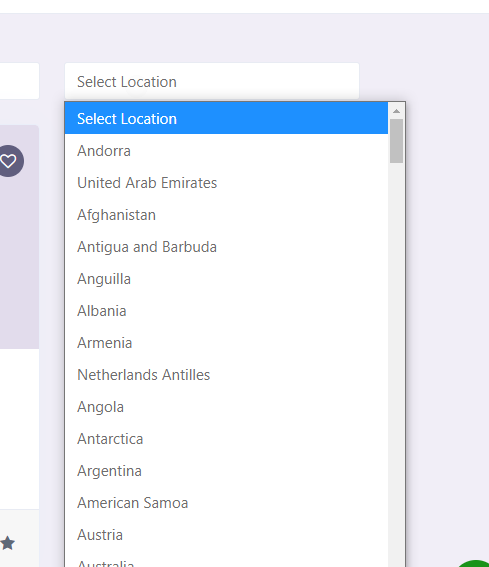 Select Location
Select Location
Andorra
United Arab Emirates
Afghanistan
Antigua and Barbuda
Anguilla
Albania
Armenia
Netherlands Antilles
Angola
Antarctica
Argentina
American Samoa
Austria
Australia